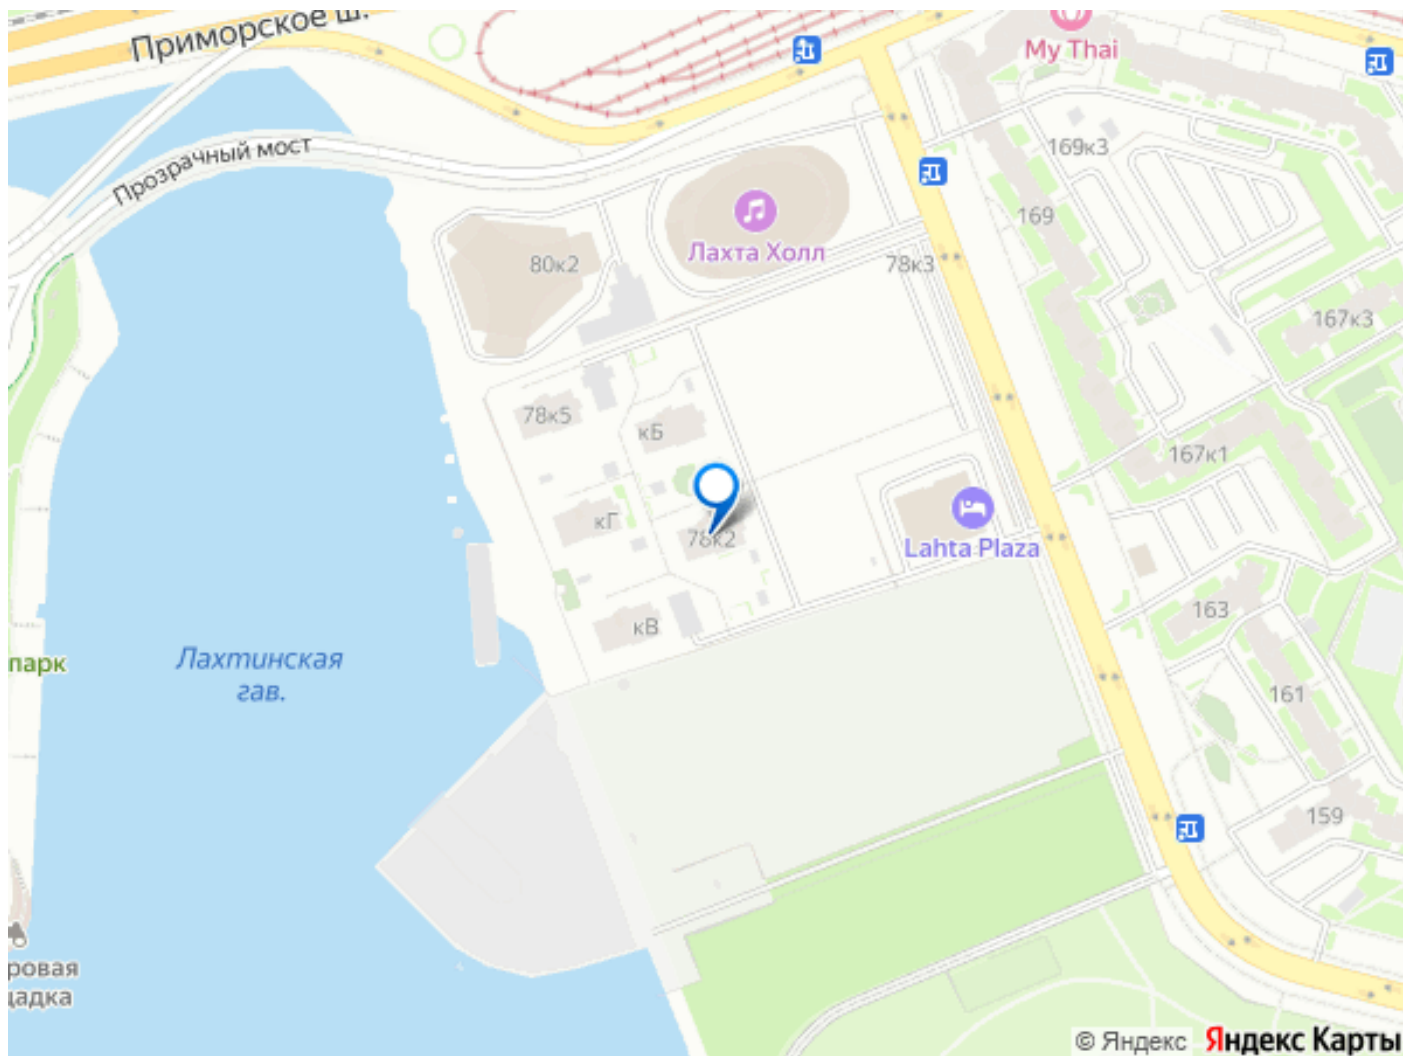 Приморское ш.
My Thai
Прозрачный мост
169к3
169
Лахта Холл
80к2
78к3
167к3
78к5
кБ
167к1
кГ
78к2
Lahta Plaza
163
кВ
парк
Лахтинская
гав.
161
159
ровая
щадка
© Яндекс
Яндекс Карты